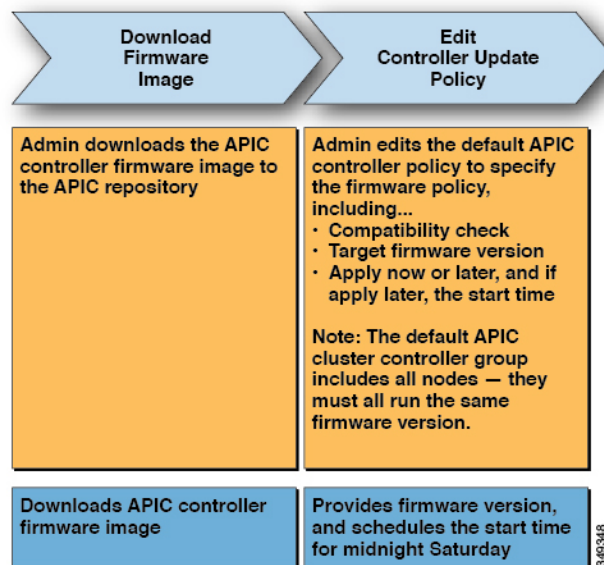 Download
Firmware
Image
Edit
Controller Update
Policy
Admin downloads the APIC
controller firmware image to
the APIC repository
Admin edits the default APIC
controller policy to specify
the firmware policy,
including...
· Compatibility check
· Target firmware version
· Apply now or later, and if
apply later, the start time
Note: The default APIC
cluster controller group
includes all nodes — they
must all run the same
firmware version.
Downloads APIC controller
firmware image
Provides firmware version,
and schedules the start time
for midnight Saturday
349348